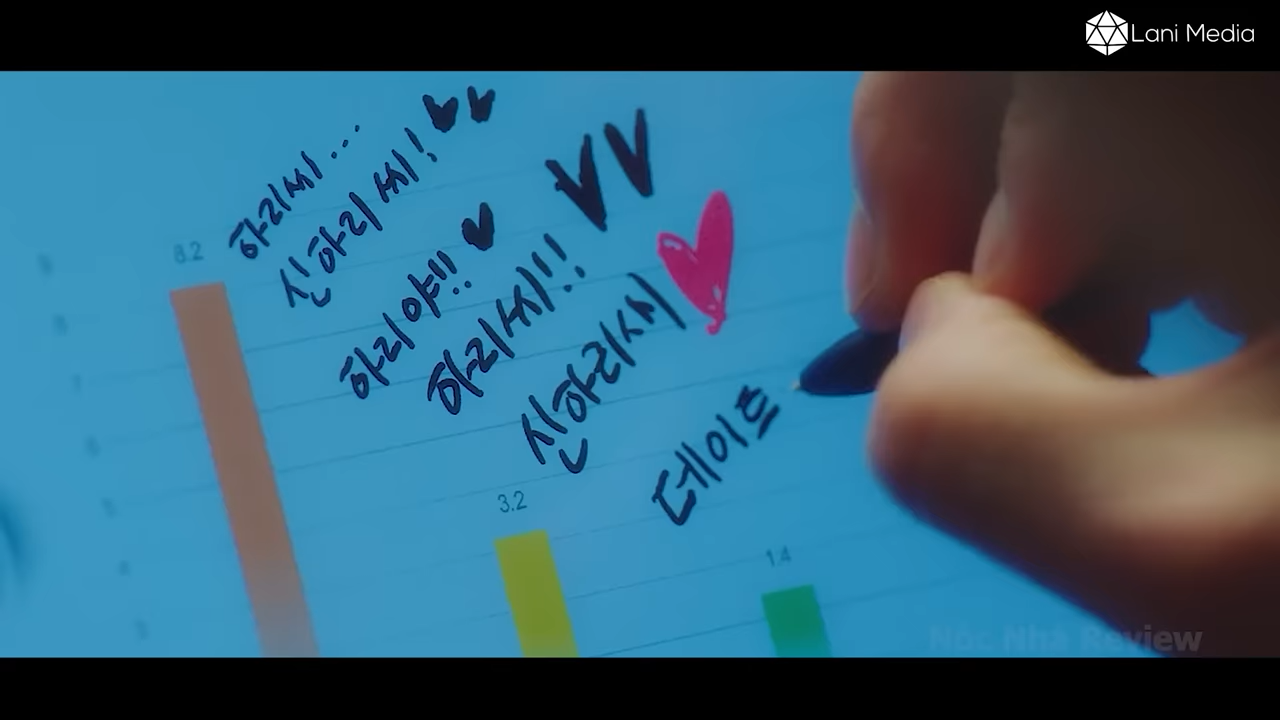 Lani Media
하리씨...
신하리 씨!
하리야!!
하리씨!!
신하리씨
데이트
8.2
3.2
1.4
Nóc Nhà Review